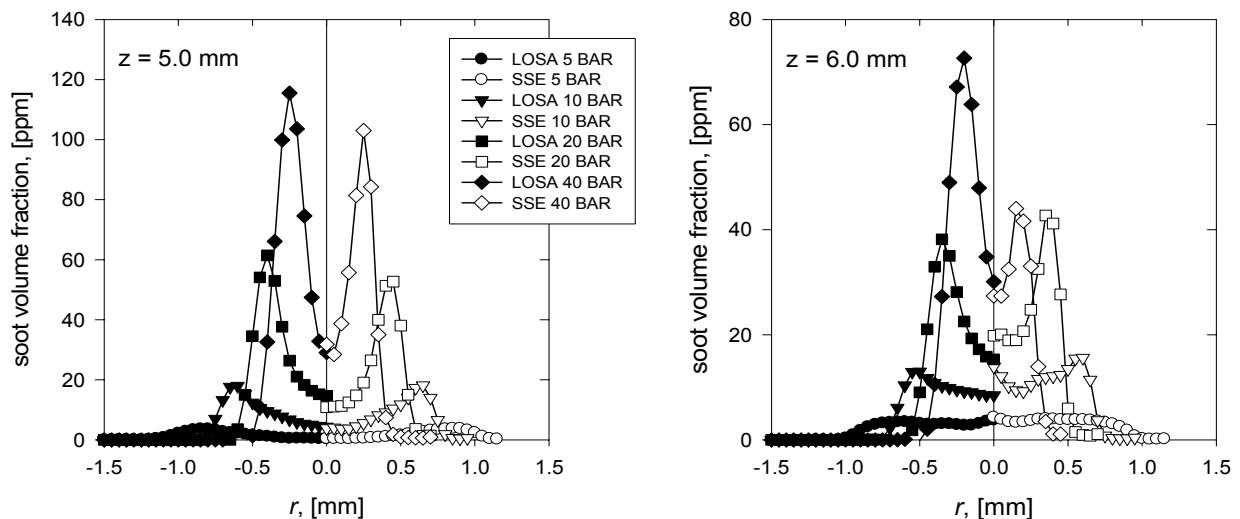 z = 5.0 mm
soot volume fraction, [ppm]
140
120
100
80
60
40
20
0
-1.5 -1.0 -0.5 0.0 0.5 1.0 1.5
r, [mm]
LOSA 5 BAR
SSE 5 BAR
LOSA 10 BAR
SSE 10 BAR
LOSA 20 BAR
SSE 20 BAR
LOSA 40 BAR
SSE 40 BAR
z = 6.0 mm
soot volume fraction, [ppm]
80
60
40
20
0
-1.5 -1.0 -0.5 0.0 0.5 1.0 1.5
r, [mm]